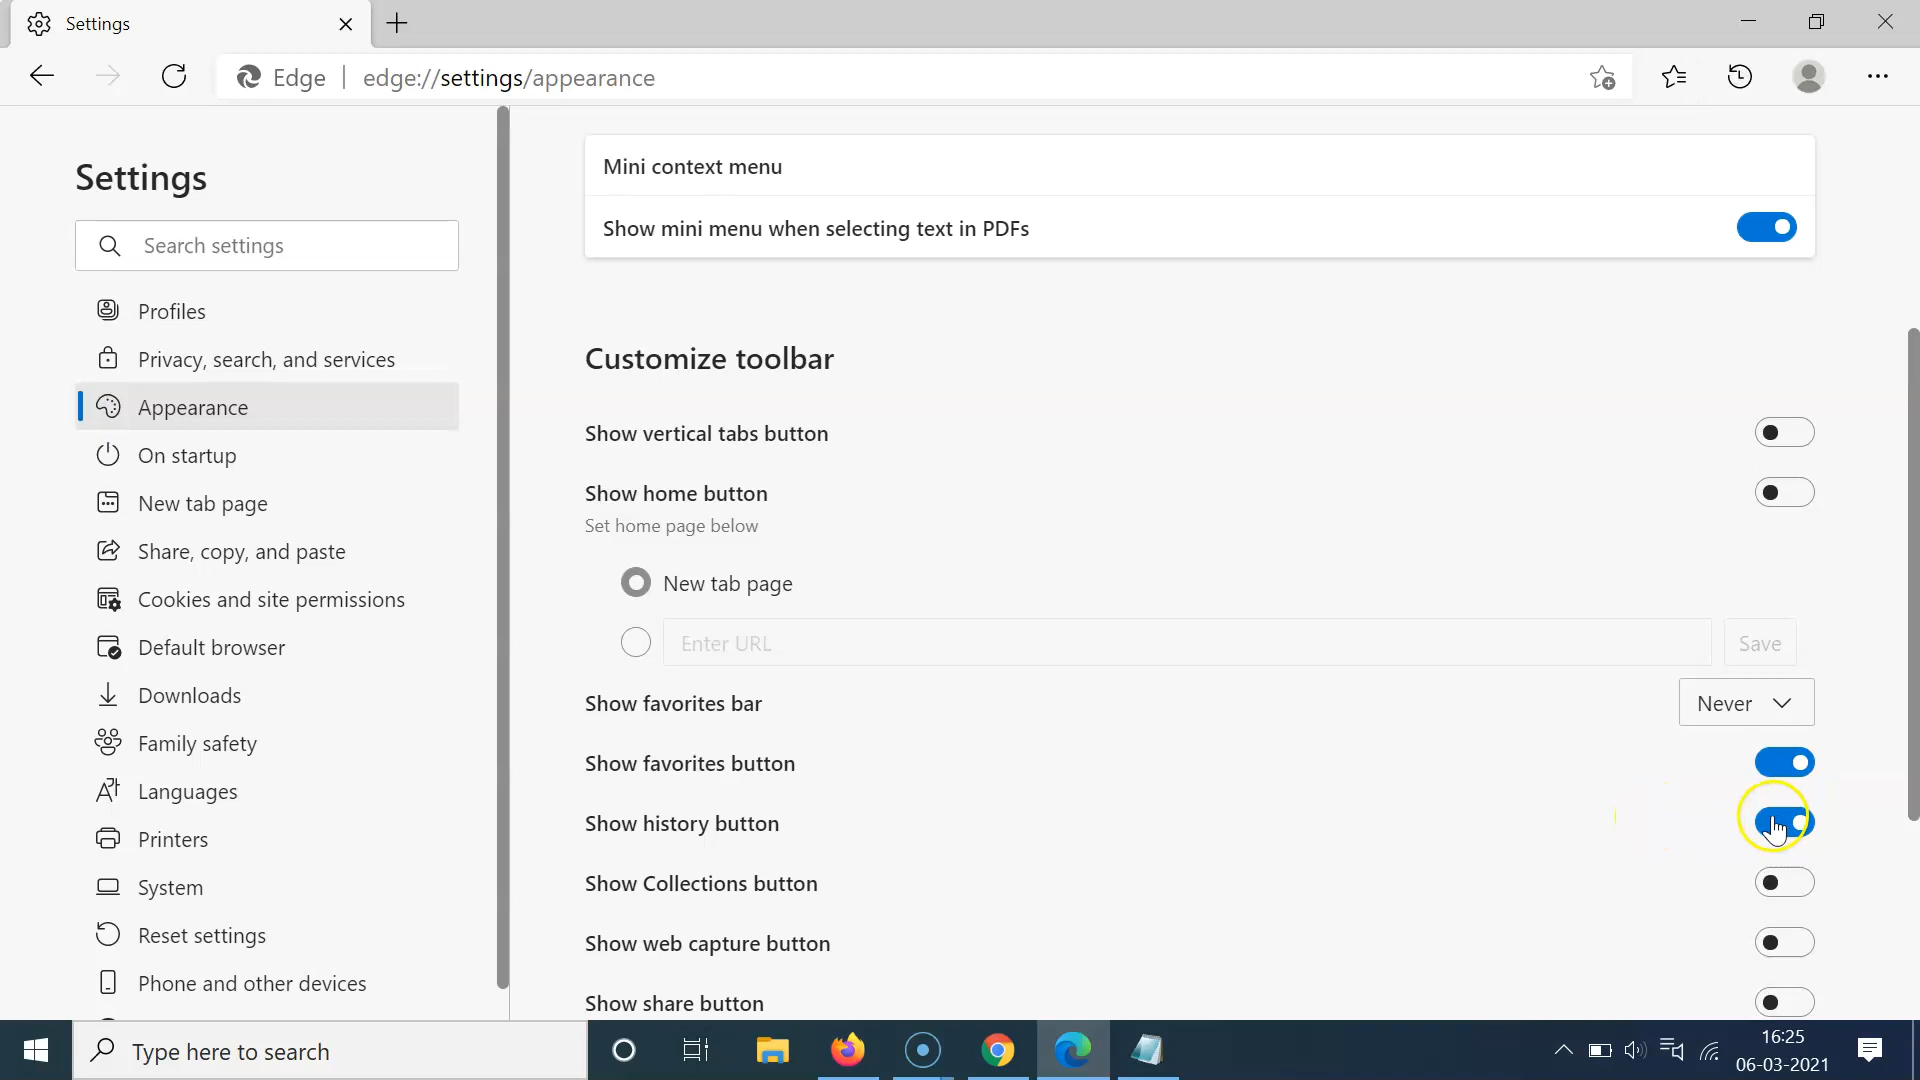 Settings
Edge | edge://settings/appearance
Settings
Search settings
Profiles
Privacy, search, and services
Appearance
On startup
New tab page
Share, copy, and paste
Cookies and site permissions
Default browser
Downloads
Family safety
Languages
Printers
System
Reset settings
Phone and other devices
Mini context menu
Show mini menu when selecting text in PDFs
Customize toolbar
Show vertical tabs button
Show home button
Set home page below
New tab page
Enter URL
Save
Show favorites bar
Never
Show favorites button
Show history button
Show Collections button
Show web capture button
Show share button
Type here to search
16:25
06-03-2021